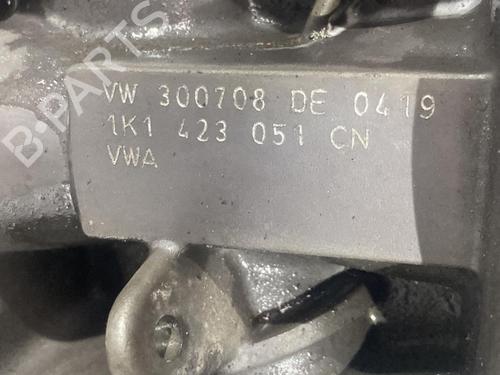 VW 300708 DE 0419
1K1 423 051 CN
VWA
B-PARTS